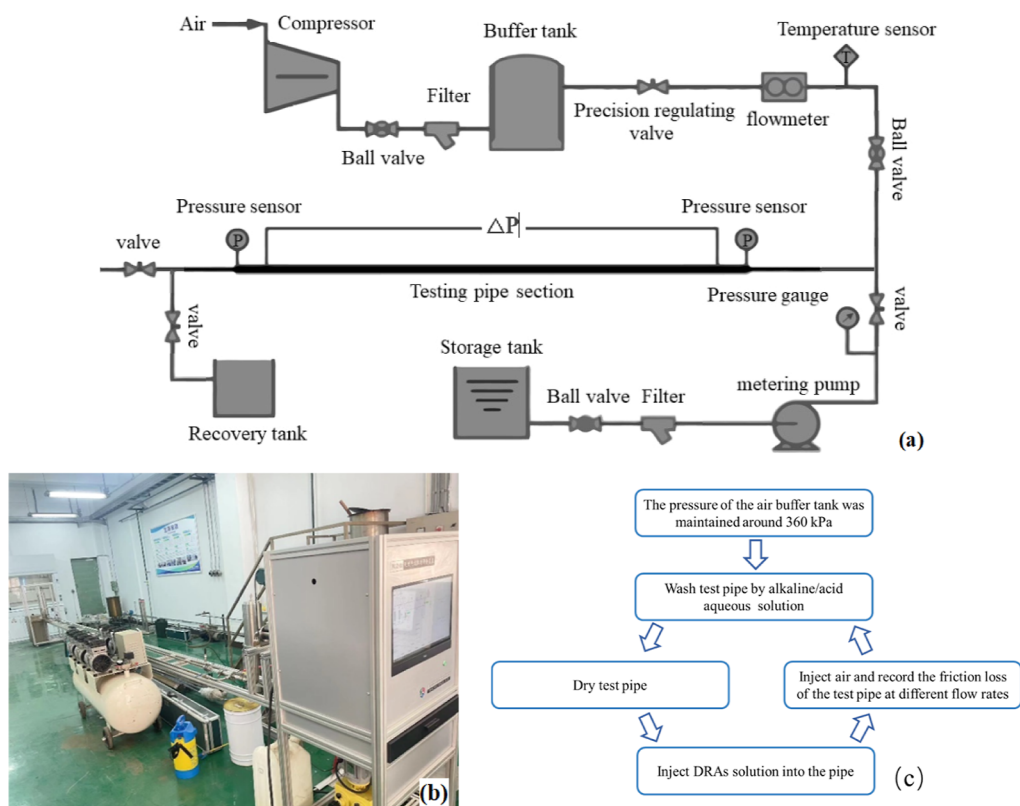 Air
Compressor
Buffer tank
Temperature sensor
T
Filter
Ball valve
Precision regulating
valve
flowmeter
Ball valve
Pressure sensor
P
△P
Pressure sensor
P
valve
Testing pipe section
Pressure gauge
valve
valve
Storage tank
Ball valve
Filter
metering pump
Recovery tank
(a)
(b)
The pressure of the air buffer tank was
maintained around 360 kPa
Wash test pipe by alkaline/acid
aqueous solution
Dry test pipe
Inject air and record the friction loss
of the test pipe at different flow rates
Inject DRAs solution into the pipe
(c)